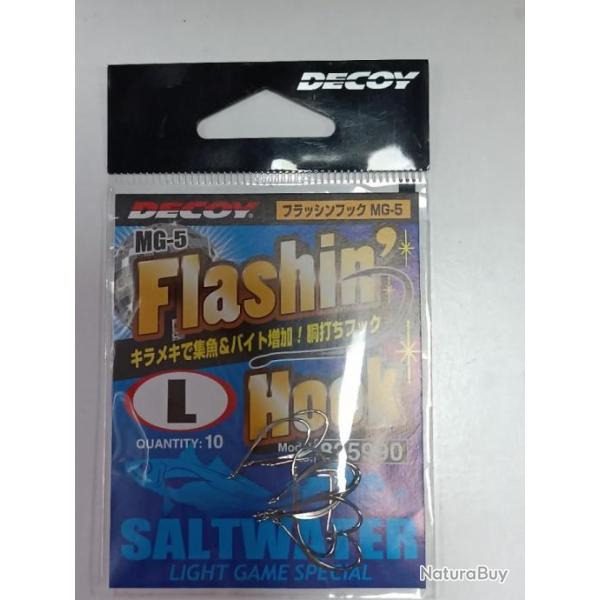 DECOY
DECOY
フラッシンフック MG-5
MG-5
Flashin'
キラメキで集魚&バイト増加!胴打ちフック
Hook
L
QUANTITY: 10
825990
SALTWATER
LIGHT GAME SPECIAL
NaturaBuy